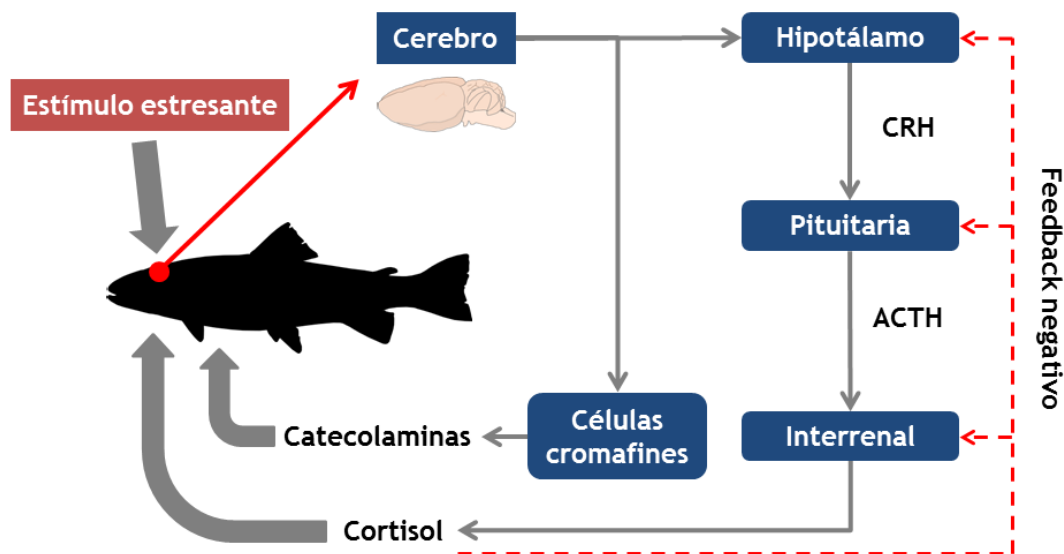 Cerebro
Hipotálamo
Estímulo estresante
CRH
Pituitaria
ACTH
Feedback negativo
Células
cromafines
Catecolaminas
Interrenal
Cortisol